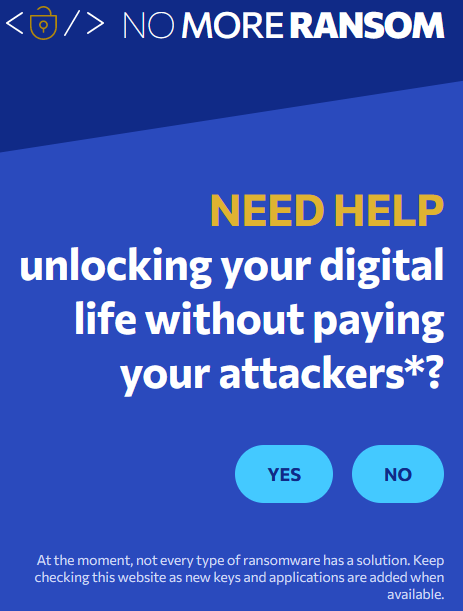 NO MORE RANSOM
NEED HELP
unlocking your digital
life without paying
your attackers*?
YES
NO
At the moment, not every type of ransomware has a solution. Keep
checking this website as new keys and applications are added when
available.